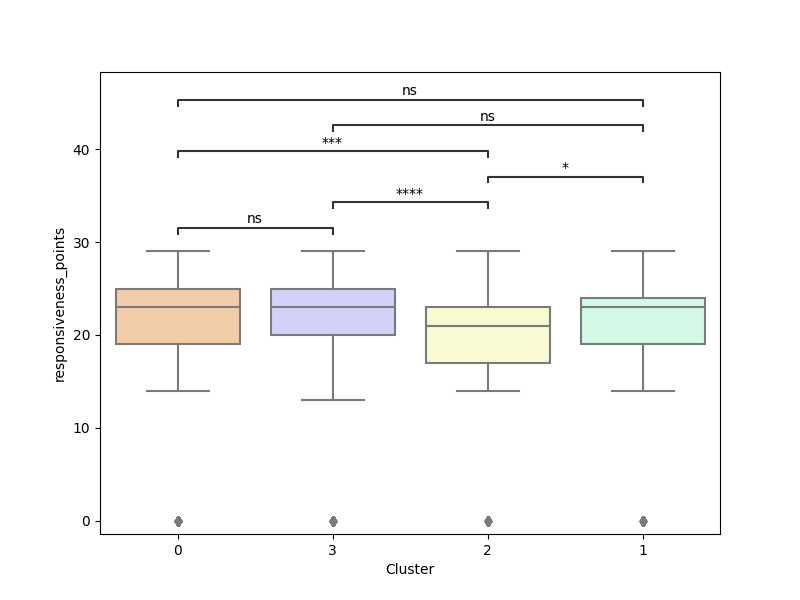 ns
ns
***
*
****
ns
40
30
20
10
0
responsiveness_points
0 3 2 1
Cluster